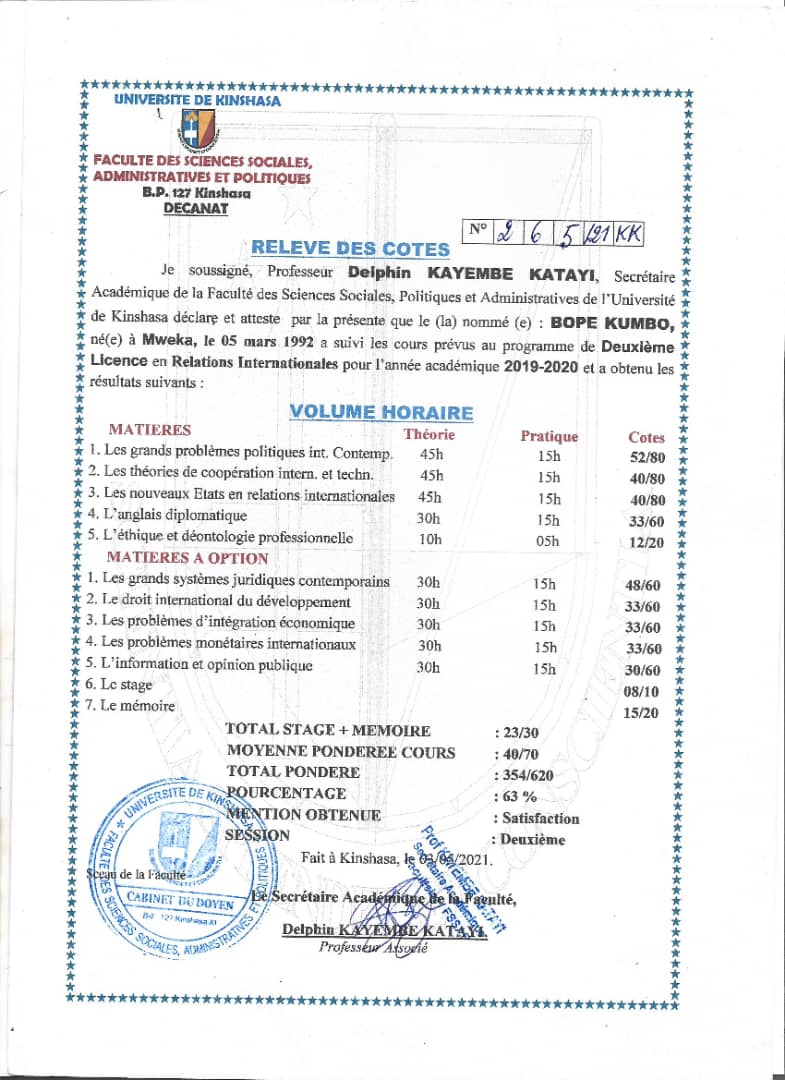 UNIVERSITE DE KINSHASA
FACULTE DES SCIENCES SOCIALES,
ADMINISTRATIVES ET POLITIQUES
B.P. 127 Kinshasa
DECANAT
N° 2 6 5 /21 KK
RELEVE DES COTES
Je soussigné, Professeur Delphin KAYEMBE KATAYI, Secrétaire
Académique de la Faculté des Sciences Sociales, Politiques et Administratives de l'Université
de Kinshasa déclare et atteste par la présente que le (la) nommé (e) : BOPE KUMBO,
né(e) à Mweka, le 05 mars 1992 a suivi les cours prévus au programme de Deuxième
Licence en Relations Internationales pour l'année académique 2019-2020 et a obtenu les
résultats suivants :
VOLUME HORAIRE
MATIERES Théorie Pratique Cotes
1. Les grands problèmes politiques int. Contemp. 45h 15h 52/80
2. Les théories de coopération intern. et techn. 45h 15h 40/80
3. Les nouveaux Etats en relations internationales 45h 15h 40/80
4. L'anglais diplomatique 30h 15h 33/60
5. L'éthique et déontologie professionnelle 10h 05h 12/20
MATIERES A OPTION
1. Les grands systèmes juridiques contemporains 30h 15h 48/60
2. Le droit international du développement 30h 15h 33/60
3. Les problèmes d'intégration économique 30h 15h 33/60
4. Les problèmes monétaires internationaux 30h 15h 33/60
5. L'information et opinion publique 30h 15h 30/60
6. Le stage 08/10
7. Le mémoire 15/20
TOTAL STAGE + MEMOIRE : 23/30
MOYENNE PONDEREE COURS : 40/70
TOTAL PONDERE : 354/620
POURCENTAGE : 63 %
MENTION OBTENUE : Satisfaction
SESSION : Deuxième
Fait à Kinshasa, le 03/06/2021.
Sceau de la Faculté
Le Secrétaire Académique de la Faculté,
Delphin KAYEMBE KATAYI
Professeur Associé
UNIVERSITE DE KINSHASA
FACULTE DES SCIENCES SOCIALES, ADMINISTRATIVES ET POLITIQUES
CABINET DU DOYEN
B.P. 127 Kinshasa XI